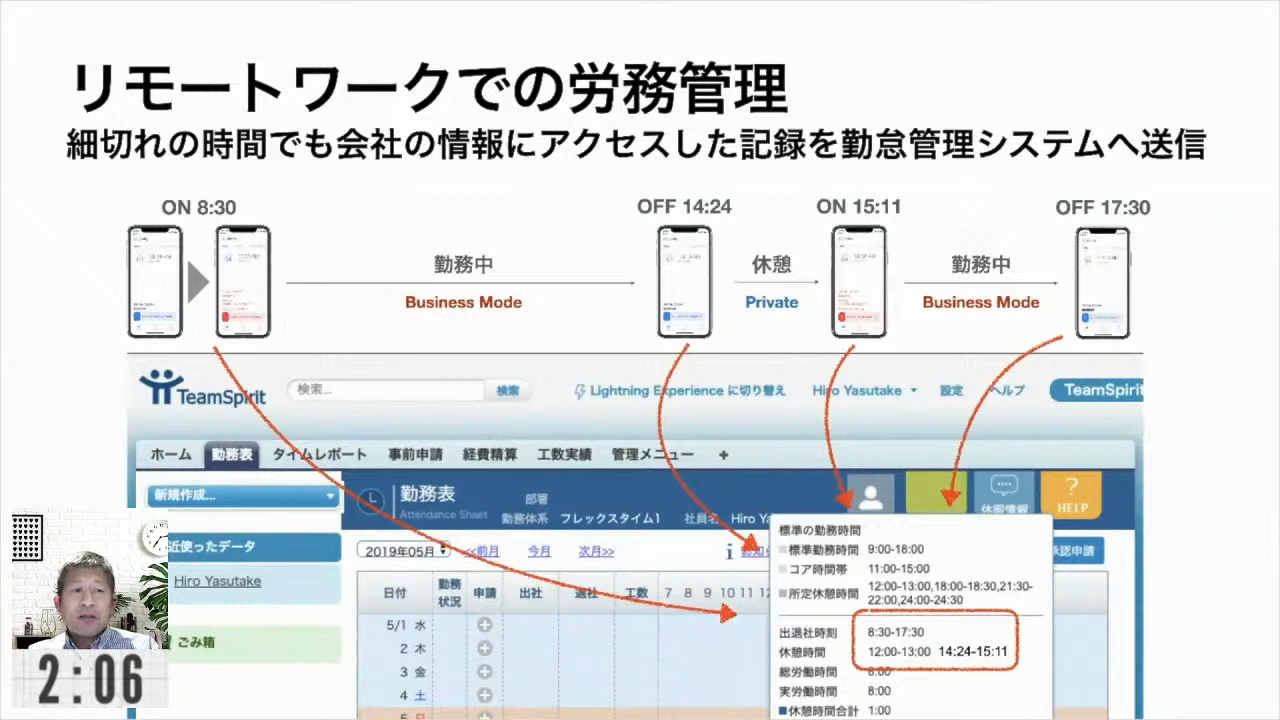 リモートワークでの労務管理
細切れの時間でも会社の情報にアクセスした記録を勤怠管理システムへ送信
ON 8:30
OFF 14:24
ON 15:11
OFF 17:30
勤務中
休憩
勤務中
Business Mode
Private
Business Mode
TeamSpirit
検索...
検索
Lightning Experience に切り替え
Hiro Yasutake
設定
ヘルプ
TeamSpirit
ホーム
勤務表
タイムレポート
事前申請
経費精算
工数実績
管理メニュー
+
新規作成...
勤務表
Attendance Sheet
部署
勤務体系 フレックスタイム1
社員名 Hiro Ya
休暇情報
HELP
近使ったデータ
Hiro Yasutake
ごみ箱
2019年05月
<<前月
今月
次月>>
承認申請
日付
勤務状況
申請
出社
退社
工数
7 8 9 10 11 12
5/1 水
2 木
3 金
4 土
5 日
標準の勤務時間
標準勤務時間 9:00-18:00
コア時間帯 11:00-15:00
所定休憩時間 12:00-13:00,18:00-18:30,21:30-
22:00,24:00-24:30
出退社時刻 8:30-17:30
休憩時間 12:00-13:00 14:24-15:11
総労働時間 8:00
実労働時間 8:00
休憩時間合計 1:00
2:06